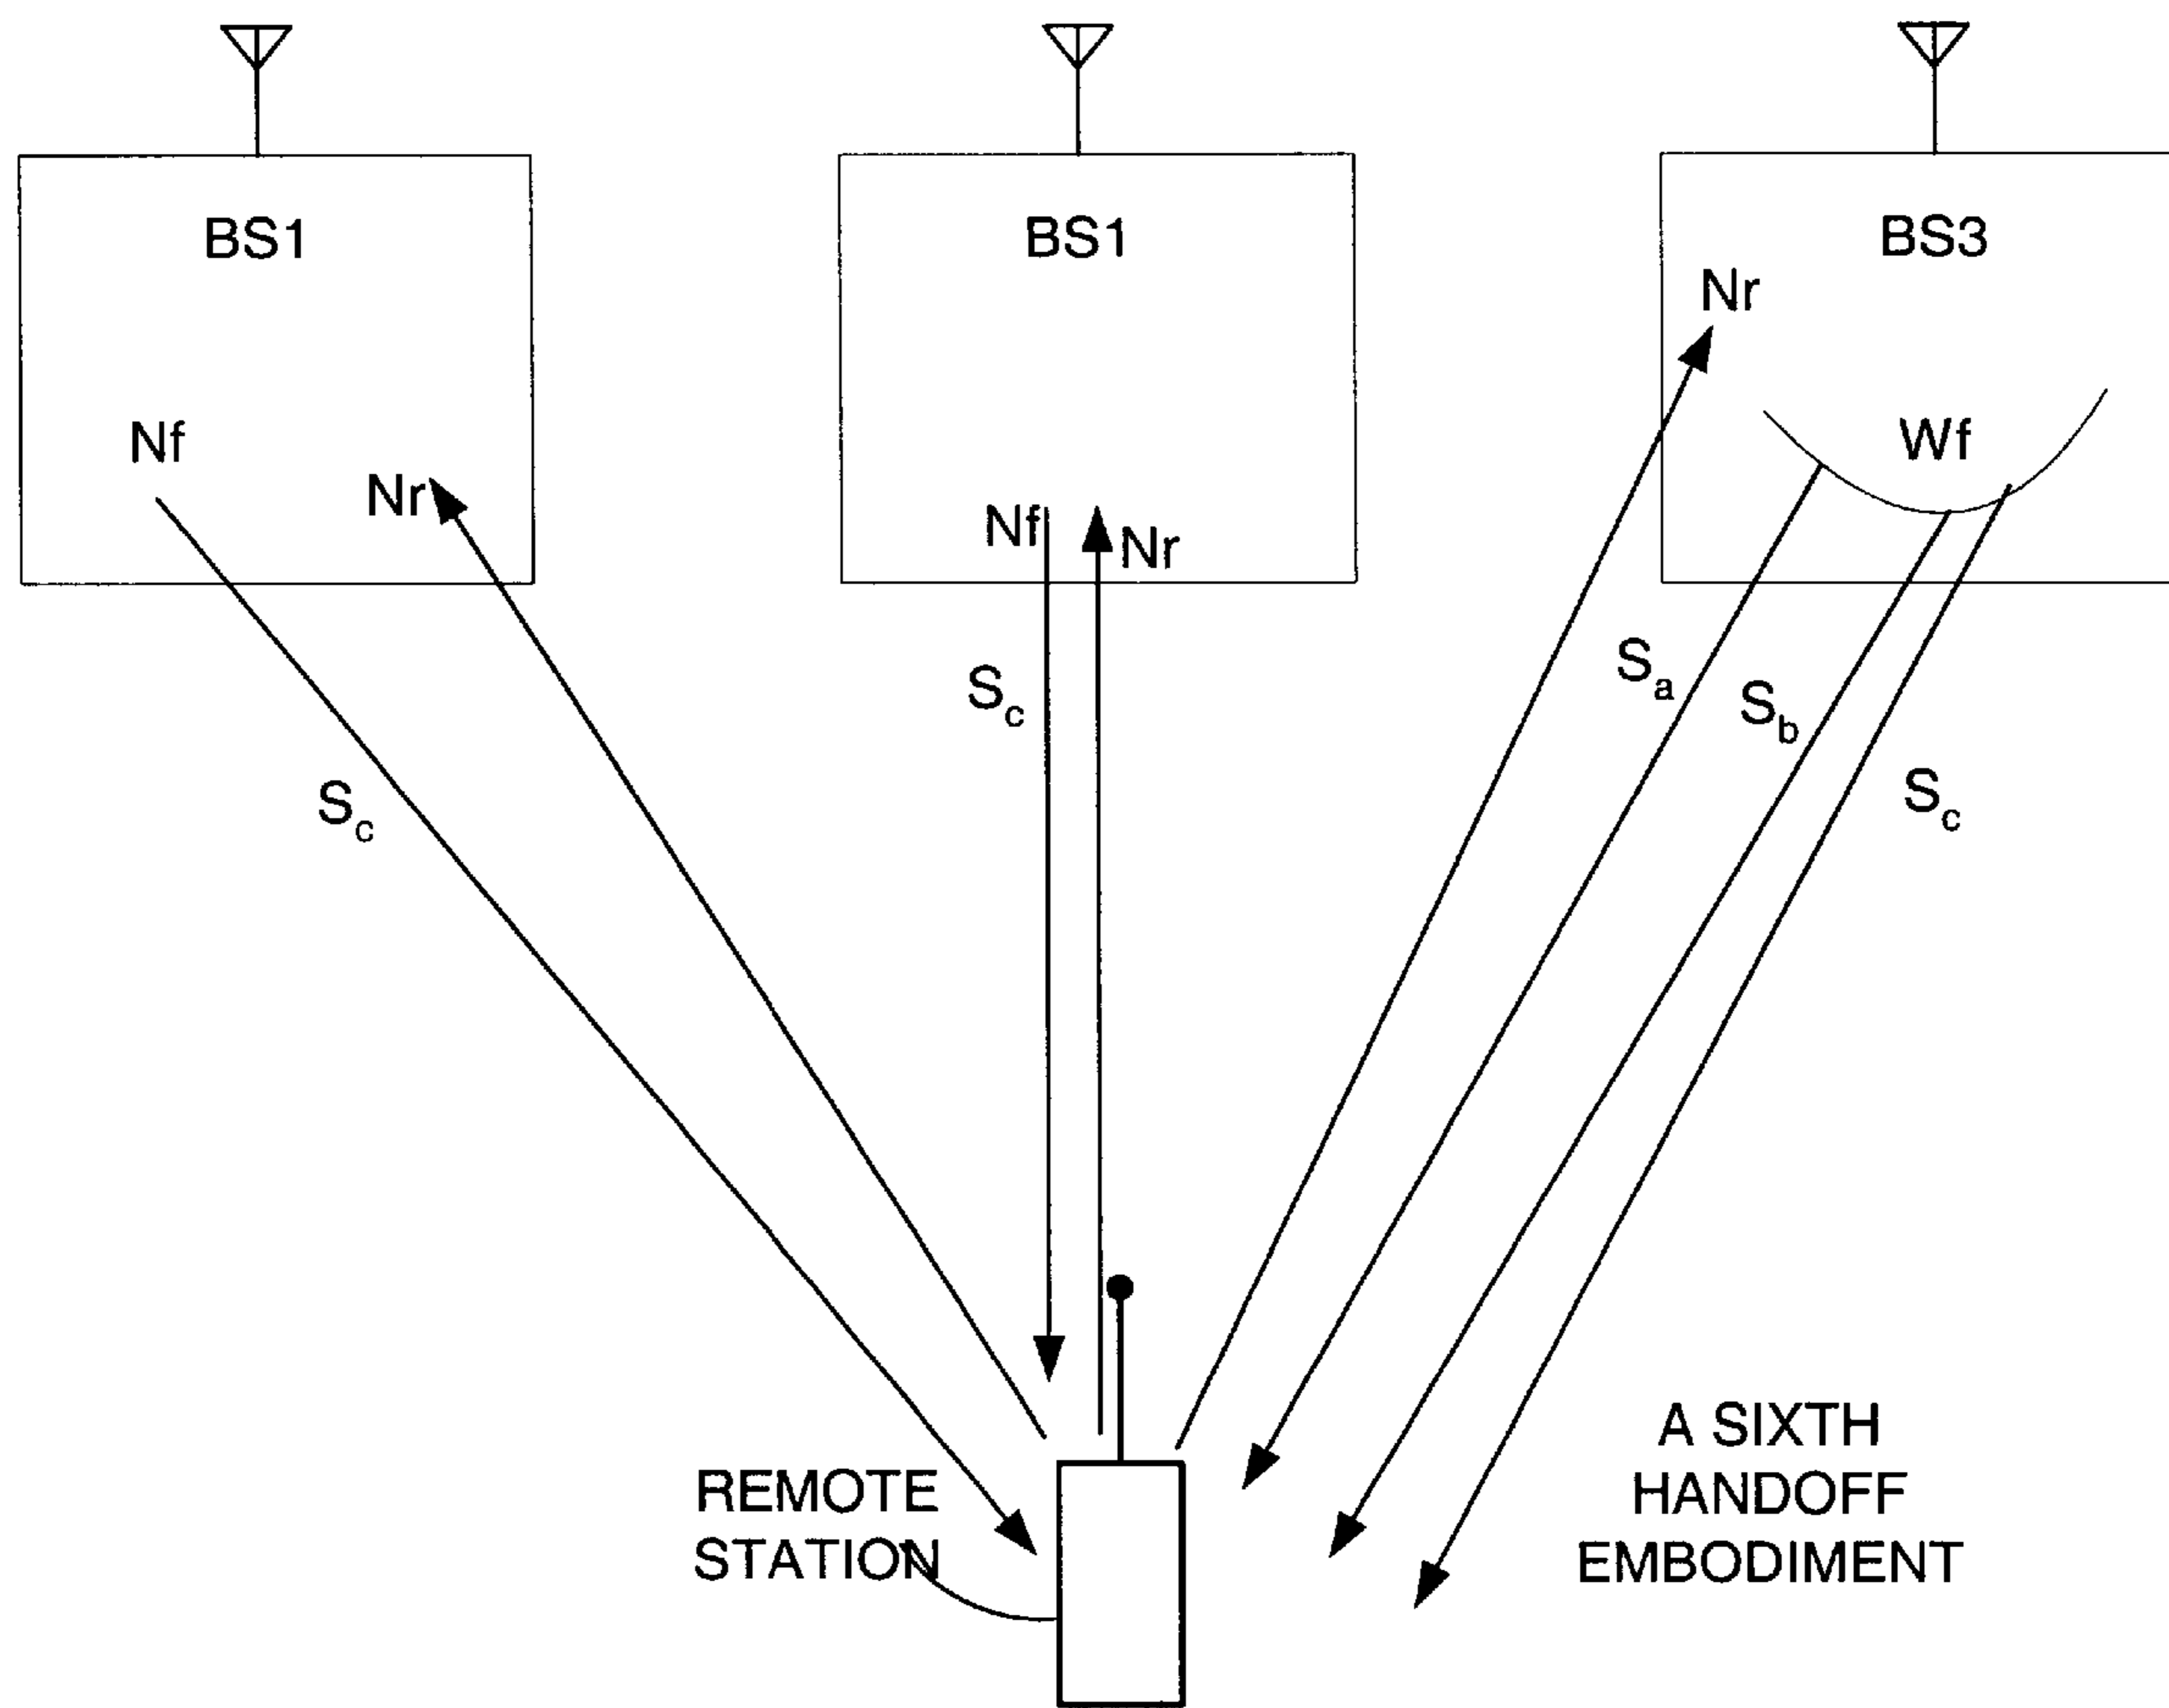 BS1
BS1
BS3
Nr
Nf
Nr
Nf
Nr
Wf
Sc
Sc
Sa
Sb
Sc
REMOTE
STATION
A SIXTH
HANDOFF
EMBODIMENT